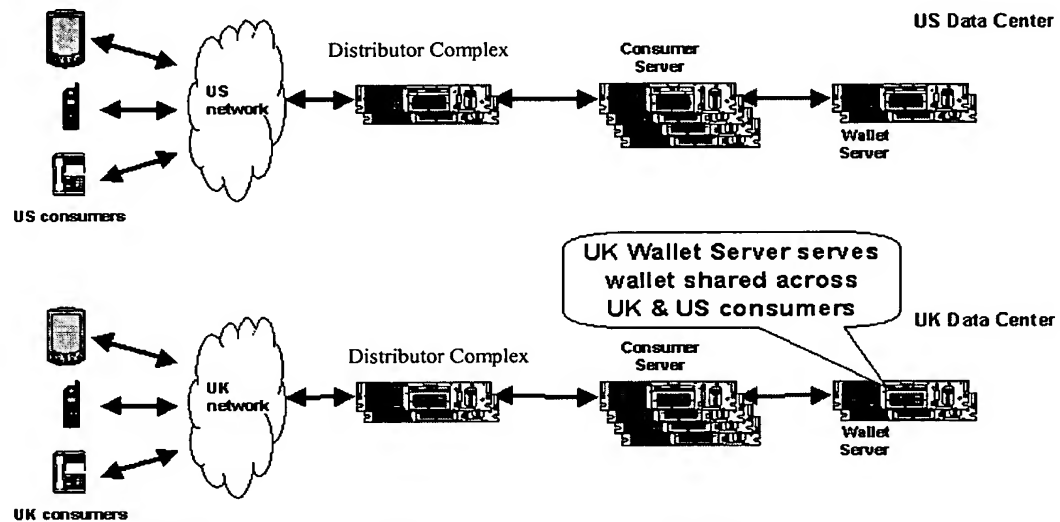 US Data Center
Distributor Complex
Consumer
Server
US
network
Wallet
Server
US consumers
UK Wallet Server serves
wallet shared across
UK & US consumers
UK Data Center
Distributor Complex
Consumer
Server
UK
network
Wallet
Server
UK consumers